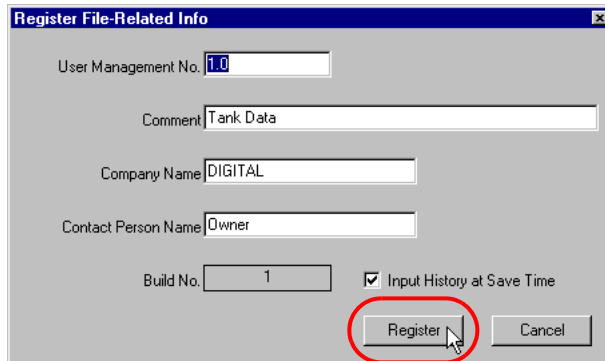 Register File-Related Info
User Management No. 1.0
Comment Tank Data
Company Name DIGITAL
Contact Person Name Owner
Build No. 1 Input History at Save Time
Register Cancel